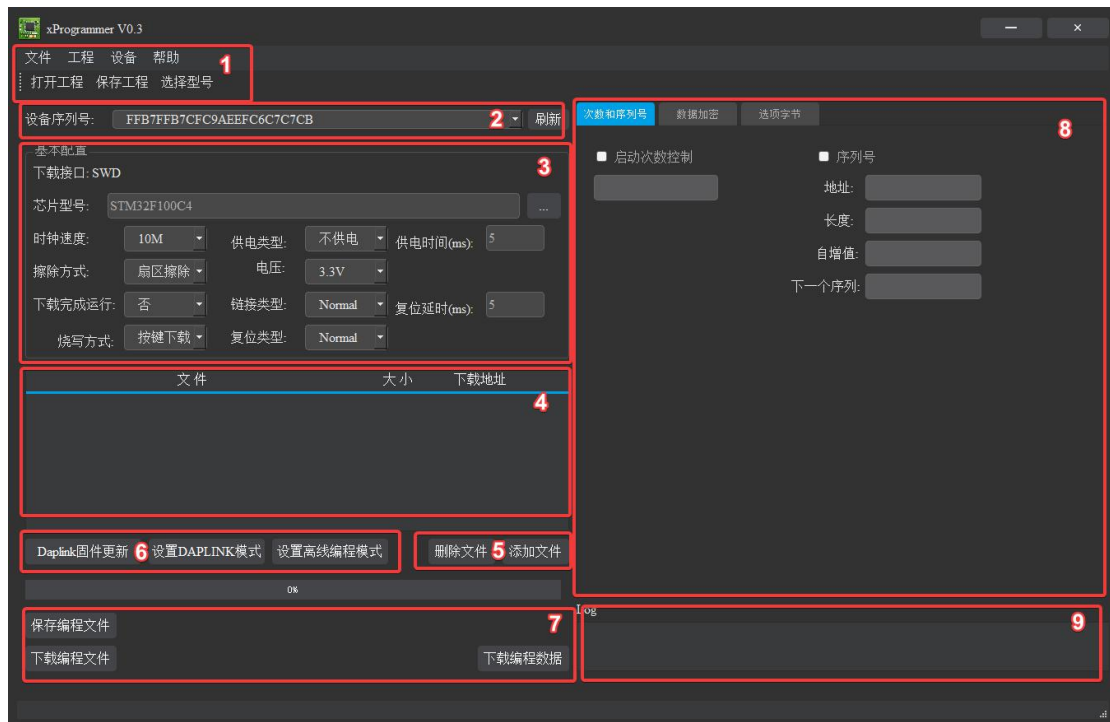 xProgrammer V0.3
文件 工程 设备 帮助 1
打开工程 保存工程 选择型号
设备序列号: FFB7FFB7CFC9AEEFC6C7C7CB 2 刷新
基本配置 3
下载接口: SWD
芯片型号: STM32F100C4 ...
时钟速度: 10M 供电类型: 不供电 供电时间(ms): 5
擦除方式: 扇区擦除 电压: 3.3V
下载完成运行: 否 链接类型: Normal 复位延时(ms): 5
烧写方式: 按键下载 复位类型: Normal
文件 大小 下载地址
4
Daplink固件更新 6 设置DAPLINK模式 设置离线编程模式 删除文件 5 添加文件
0%
保存编程文件 7
下载编程文件 下载编程数据
次数和序列号 数据加密 选项字节 8
启动次数控制 序列号
地址:
长度:
自增值:
下一个序列:
Log 9